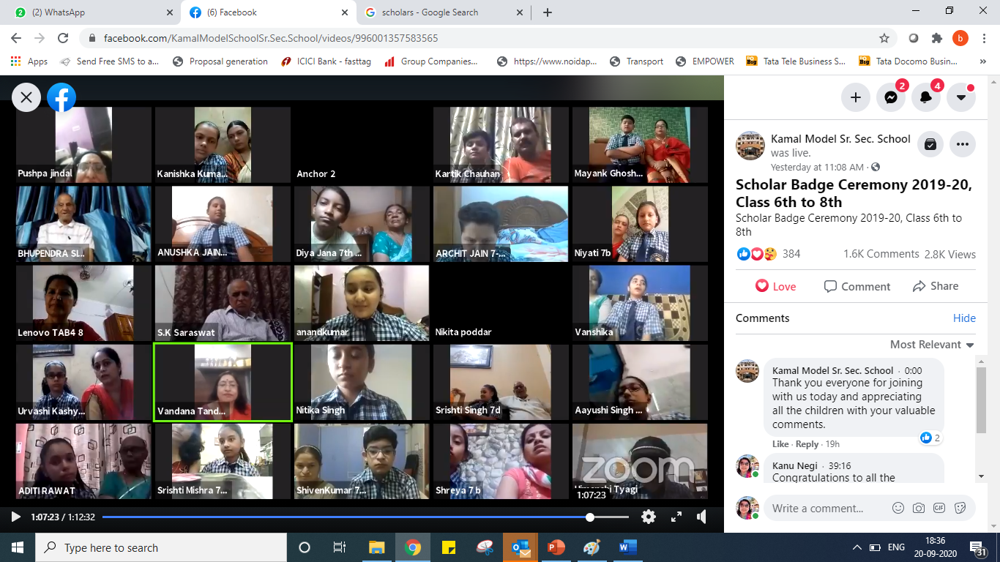 (2) WhatsApp
(6) Facebook
scholars - Google Search
facebook.com/KamalModelSchoolSr.Sec.School/videos/996001357583565
b
Apps
Send Free SMS to a...
Proposal generation
ICICI Bank - fasttag
Group Companies...
https://www.noidap...
Transport
EMPOWER
Tata Tele Business S...
Tata Docomo Busin...
»
Pushpa jindal
Kanishka Kuma...
Anchor 2
Kartik Chauhan
Mayank Ghosh...
BHUPENDRA SI...
ANUSHKA JAIN...
Diya Jana 7th ...
ARCHIT JAIN 7-...
Niyati 7b
Lenovo TAB4 8
S.K Saraswat
anandkumar
Nikita poddar
Vanshika
Urvashi Kashy...
Vandana Tand...
Nitika Singh
Srishti Singh 7d
Aayushi Singh ...
ADITI RAWAT
Srishti Mishra 7...
ShivenKumar 7...
Shreya 7 b
zoom
Himanshi Tyagi
1:07:23
1:07:23 / 1:12:32
2
4
Kamal Model Sr. Sec. School
was live.
Yesterday at 11:08 AM ·
Scholar Badge Ceremony 2019-20,
Class 6th to 8th
Scholar Badge Ceremony 2019-20, Class 6th to
8th
384
1.6K Comments
2.8K Views
Love
Comment
Share
Comments
Hide
Most Relevant
Kamal Model Sr. Sec. School · 0:00
Thank you everyone for joining
with us today and appreciating
all the children with your valuable
comments.
2
Like · Reply · 19h
Kanu Negi · 39:16
Congratulations to all the
Write a comment...
GIF
Type here to search
ENG
18:36
20-09-2020
31